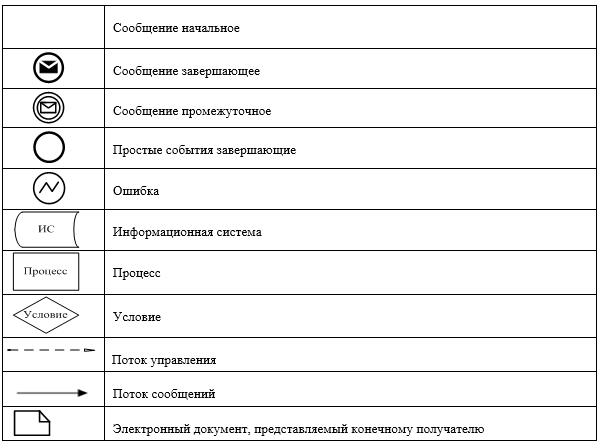 Сообщение начальное
Сообщение завершающее
Сообщение промежуточное
Простые события завершающие
Ошибка
ИС Информационная система
Процесс Процесс
Условие Условие
Поток управления
Поток сообщений
Электронный документ, представляемый конечному получателю